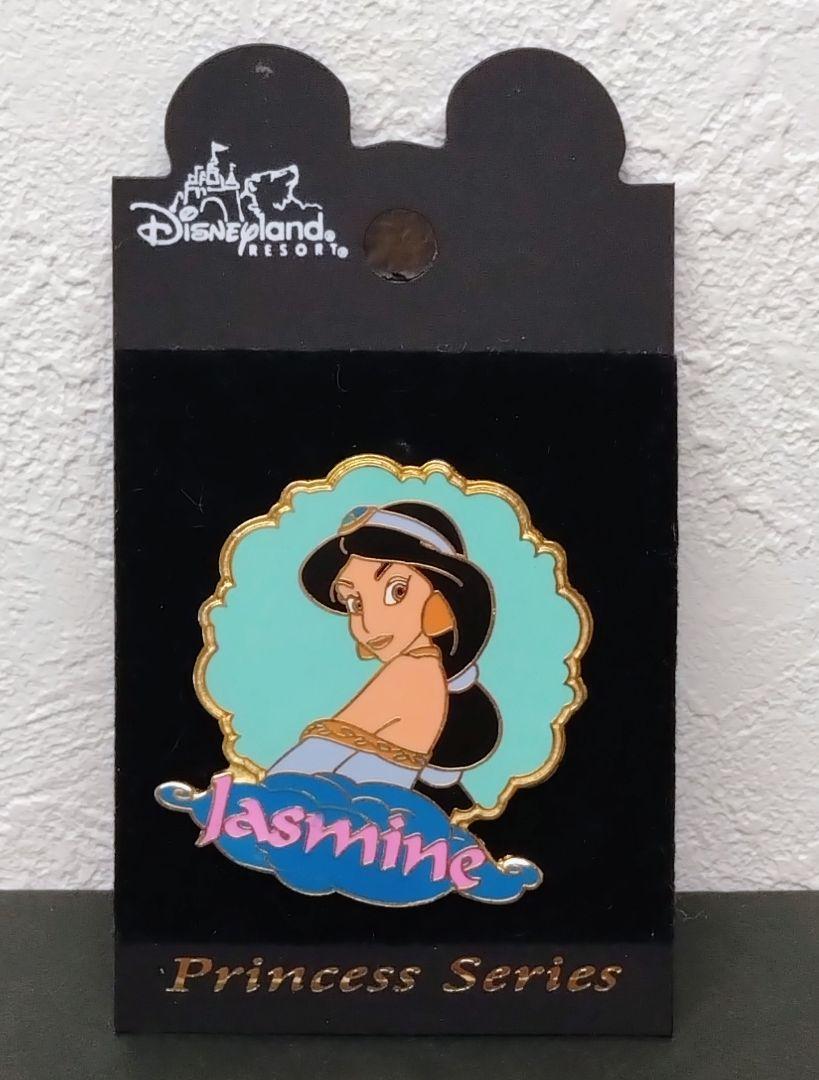 Disneyland®
RESORT®
Jasmine
Princess Series